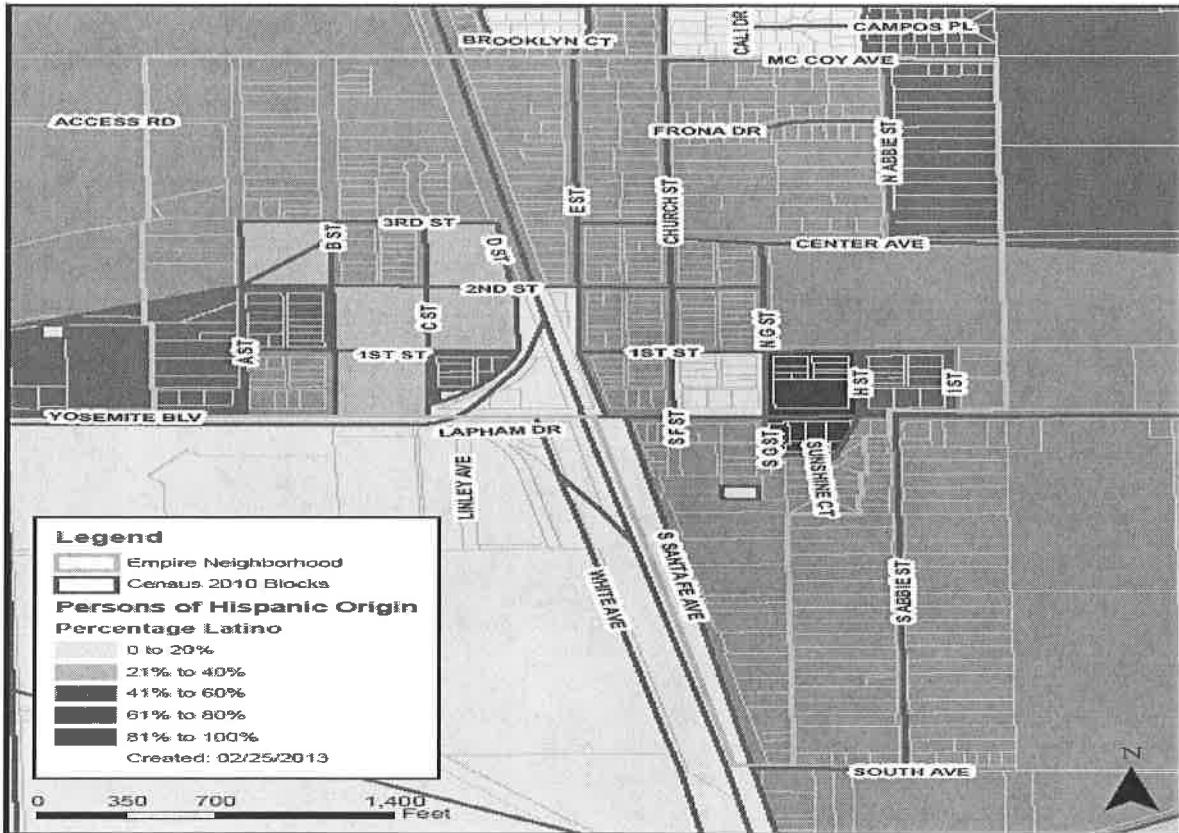 BROOKLYN CT
CALI DR
CAMPOS PL
MC COY AVE
ACCESS RD
FRONA DR
N ABBIE ST
E ST
CHURCH ST
3RD ST
B ST
D ST
CENTER AVE
2ND ST
C ST
N G ST
A ST
1ST ST
1ST ST
H ST
I ST
YOSEMITE BLV
LAPHAM DR
S F ST
S G ST
SUNSHINE CT
LINLEY AVE
S SANTA FE AVE
WHITE AVE
S ABBIE ST
SOUTH AVE
N
Legend
Empire Neighborhood
Census 2010 Blocks
Persons of Hispanic Origin
Percentage Latino
0 to 20%
21% to 40%
41% to 60%
61% to 80%
81% to 100%
Created: 02/25/2013
0 350 700 1,400
Feet